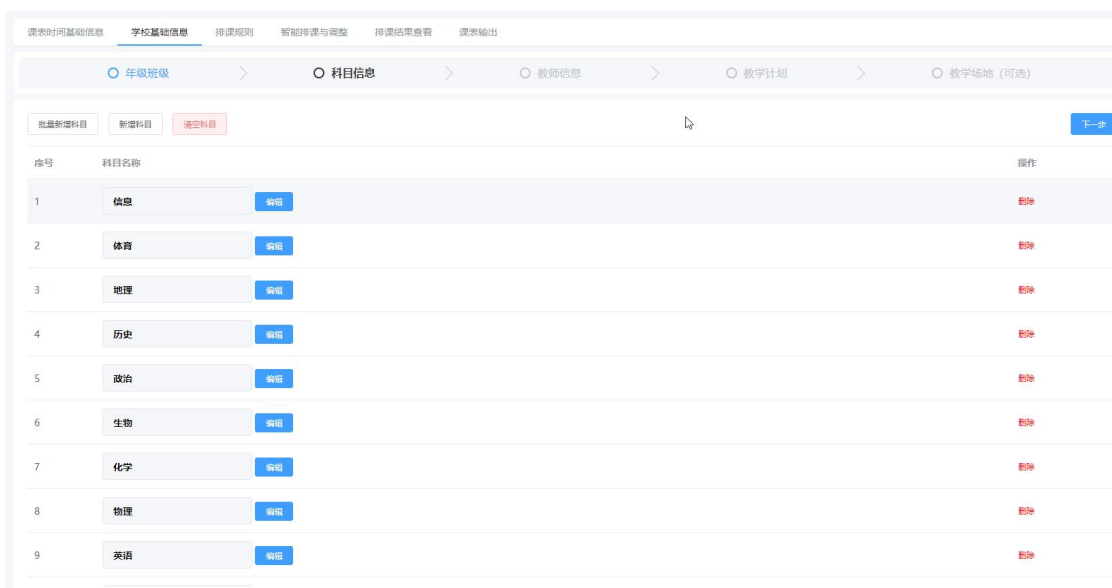 课表时间基础信息 学校基础信息 排课规则 智能排课与调整 排课结果查看 课表输出
年级班级 科目信息 教师信息 教学计划 教学场地 (可选)
批量新增科目 新增科目 清空科目 下一步
序号 科目名称 操作
1 信息 编辑 删除
2 体育 编辑 删除
3 地理 编辑 删除
4 历史 编辑 删除
5 政治 编辑 删除
6 生物 编辑 删除
7 化学 编辑 删除
8 物理 编辑 删除
9 英语 编辑 删除